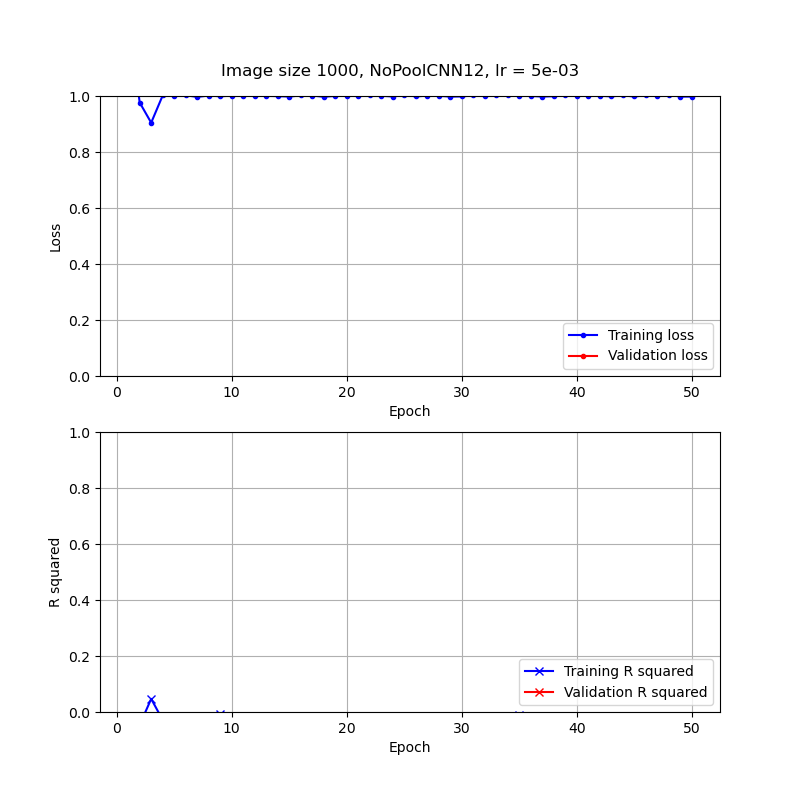 Image size 1000, NoPoolCNN12, lr = 5e-03
1.0
0.8
0.6
0.4
0.2
0.0
Loss
Training loss
Validation loss
0 10 20 30 40 50
Epoch
1.0
0.8
0.6
0.4
0.2
0.0
R squared
Training R squared
Validation R squared
0 10 20 30 40 50
Epoch